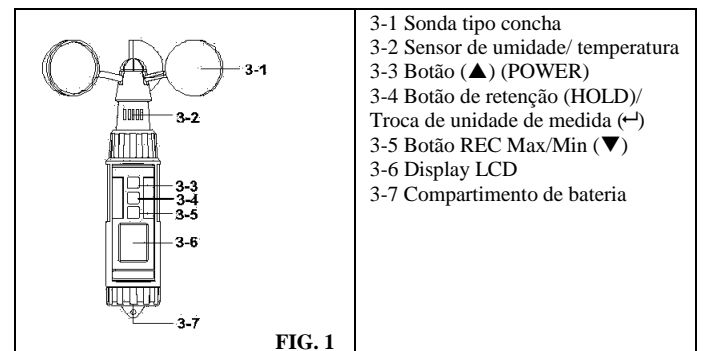 3-1
3-2
3-3
3-4
3-5
3-6
3-7
FIG. 1
3-1 Sonda tipo concha
3-2 Sensor de umidade/ temperatura
3-3 Botão (▲) (POWER)
3-4 Botão de retenção (HOLD)/
Troca de unidade de medida (↵)
3-5 Botão REC Max/Min (▼)
3-6 Display LCD
3-7 Compartimento de bateria